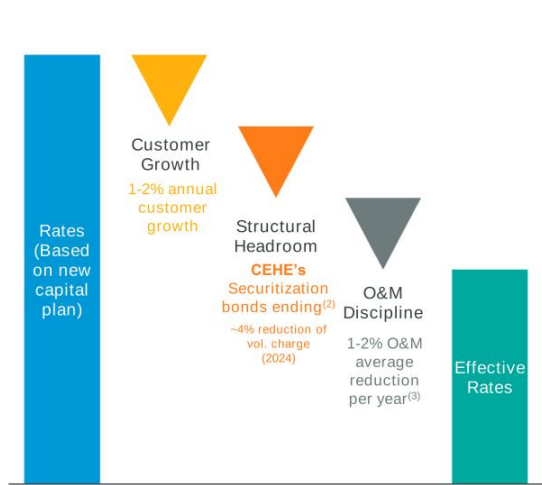 Rates
(Based
on new
capital
plan)
Customer
Growth
1-2% annual
customer
growth
Structural
Headroom
CEHE’s
Securitization
bonds ending(2)
~4% reduction of
vol. charge
(2024)
O&M
Discipline
1-2% O&M
average
reduction
per year(3)
Effective
Rates